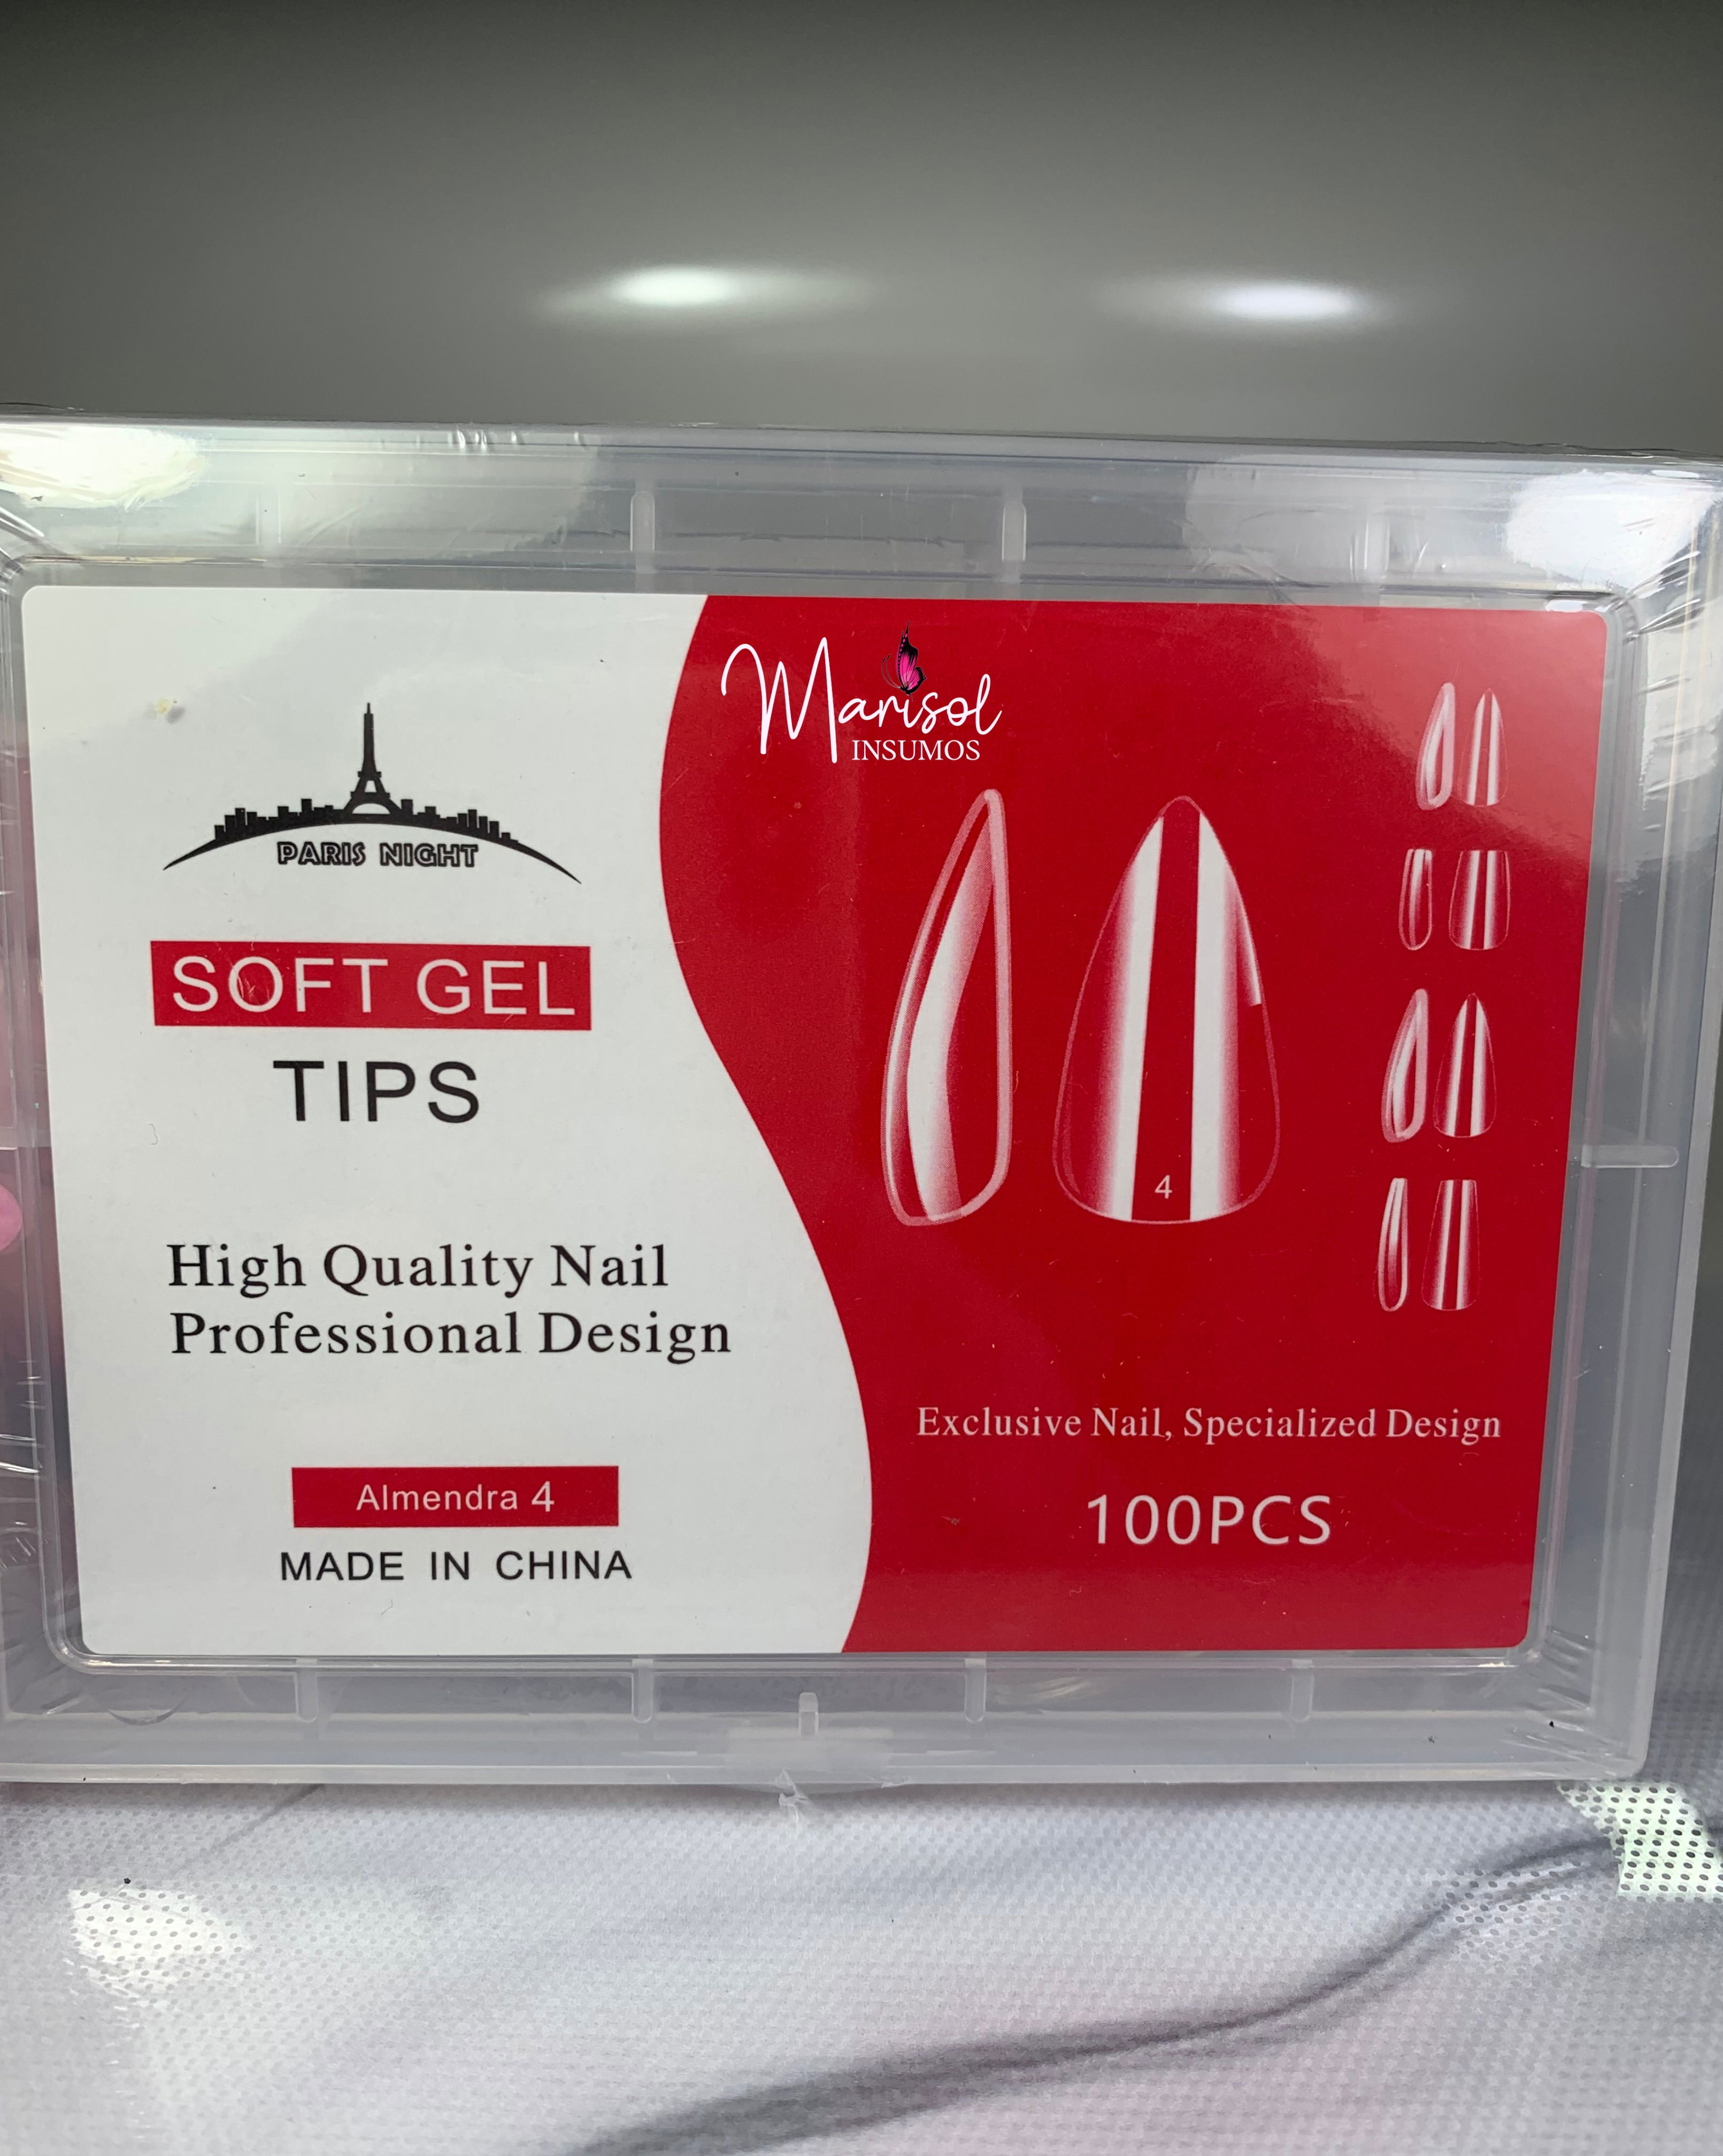 Marisol
INSUMOS
PARIS NIGHT
SOFT GEL
TIPS
4
High Quality Nail
Professional Design
Exclusive Nail, Specialized Design
100PCS
Almendra 4
MADE IN CHINA